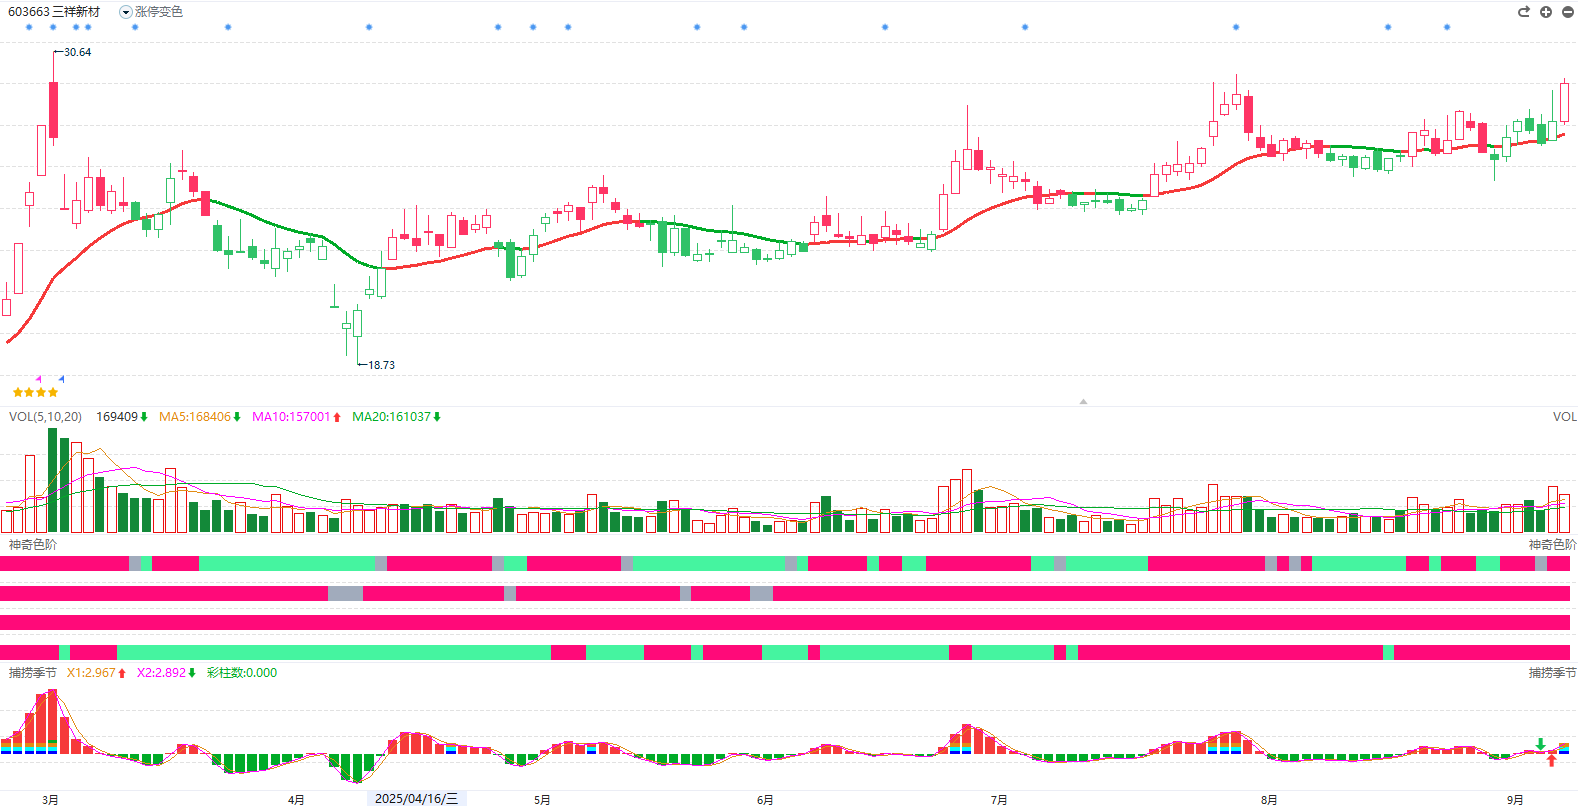 603663 三祥新材 涨停变色
←30.64
←18.73
VOL(5,10,20) 169409 MA5:168406 MA10:157001 MA20:161037 VOL
神奇色阶 神奇色阶
捕捞季节 X1:2.967 X2:2.892 彩柱数:0.000 捕捞季节
3月 4月 2025/04/16/三 5月 6月 7月 8月 9月